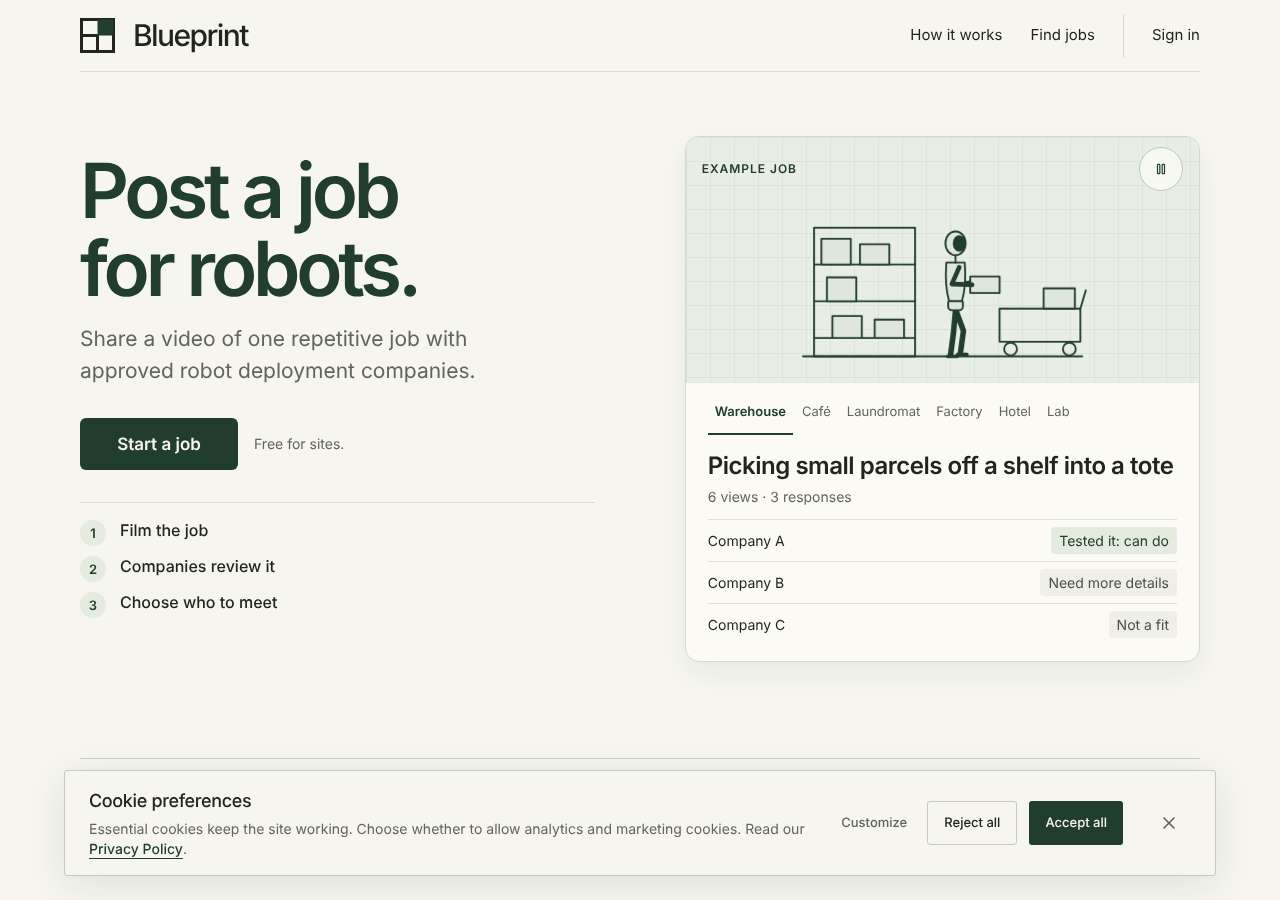 Blueprint
How it works
Find jobs
Sign in
Post a job
for robots.
Share a video of one repetitive job with
approved robot deployment companies.
Start a job
Free for sites.
1 Film the job
2 Companies review it
3 Choose who to meet
EXAMPLE JOB
Warehouse Café Laundromat Factory Hotel Lab
Picking small parcels off a shelf into a tote
6 views · 3 responses
Company A Tested it: can do
Company B Need more details
Company C Not a fit
Cookie preferences
Essential cookies keep the site working. Choose whether to allow analytics and marketing cookies. Read our
Privacy Policy.
Customize
Reject all
Accept all